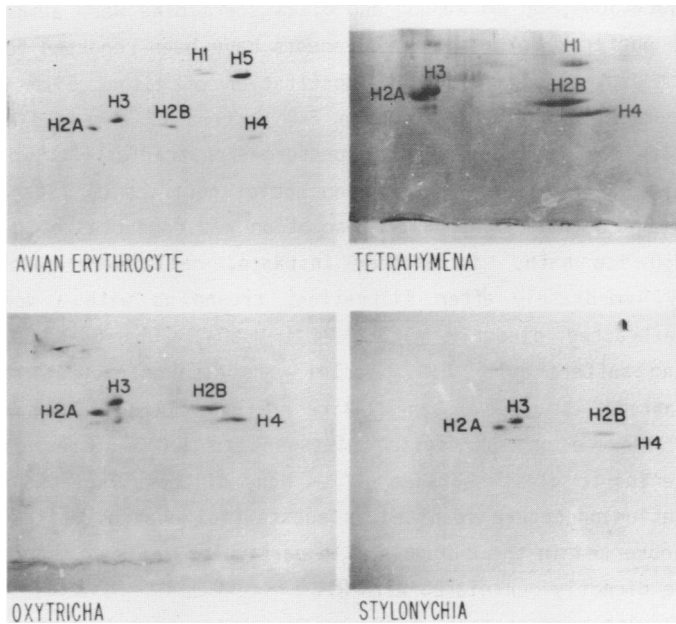 H1
H5
H3
H2B
H2A
H4
AVIAN ERYTHROCYTE
H1
H3
H2B
H2A
H4
TETRAHYMENA
H3
H2B
H2A
H4
OXYTRICHA
H3
H2B
H2A
H4
STYLONYCHIA